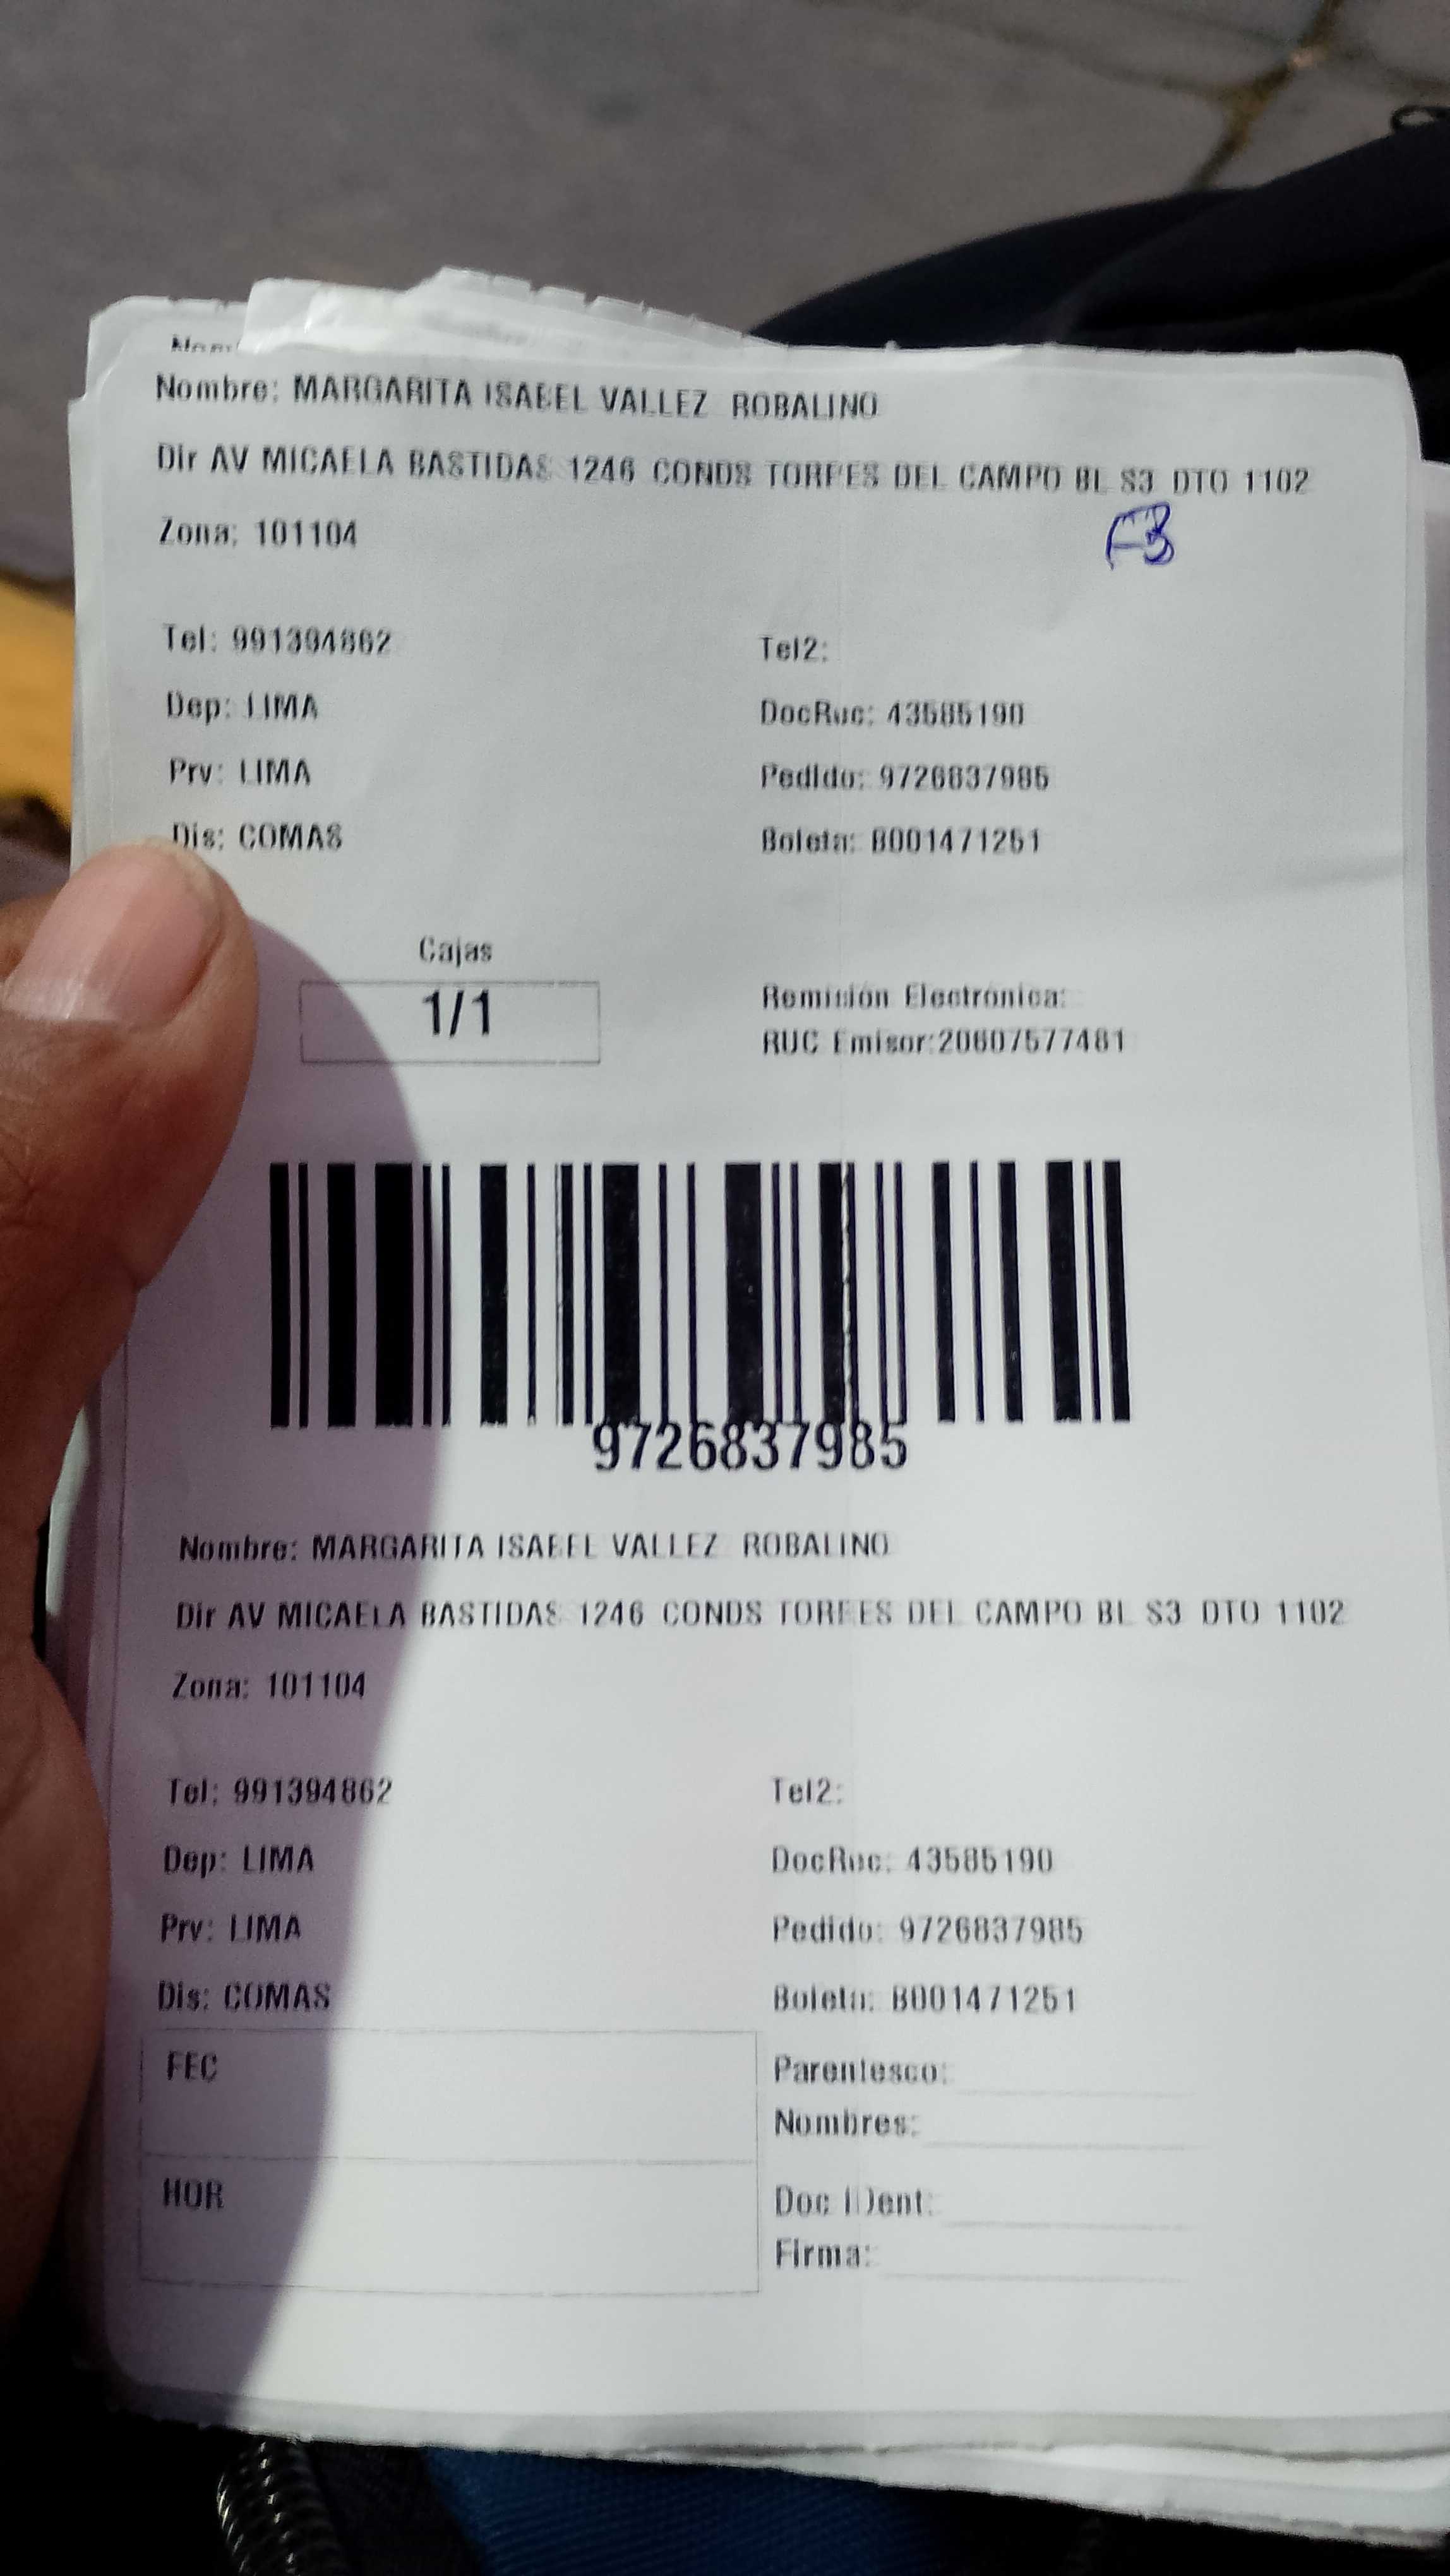 Nombre: MARGARITA ISABEL VALLEZ ROBALINO
Dir AV MICAELA BASTIDAS 1246 CONDS TORRES DEL CAMPO BL S3 DTO 1102
Zona: 101104
Tel: 991394862
Tel2:
Dep: LIMA
DocRuc: 43585190
Prv: LIMA
Pedido: 9726837985
Dis: COMAS
Boleta: B001471251
Cajas
1/1
Remisión Electrónica:
RUC Emisor:20607577481
9726837985
Nombre: MARGARITA ISABEL VALLEZ ROBALINO
Dir AV MICAELA BASTIDAS 1246 CONDS TORRES DEL CAMPO BL S3 DTO 1102
Zona: 101104
Tel: 991394862
Tel2:
Dep: LIMA
DocRuc: 43585190
Prv: LIMA
Pedido: 9726837985
Dis: COMAS
Boleta: B001471251
FEC
Parentesco:
Nombres:
HOR
Doc IDent:
Firma: